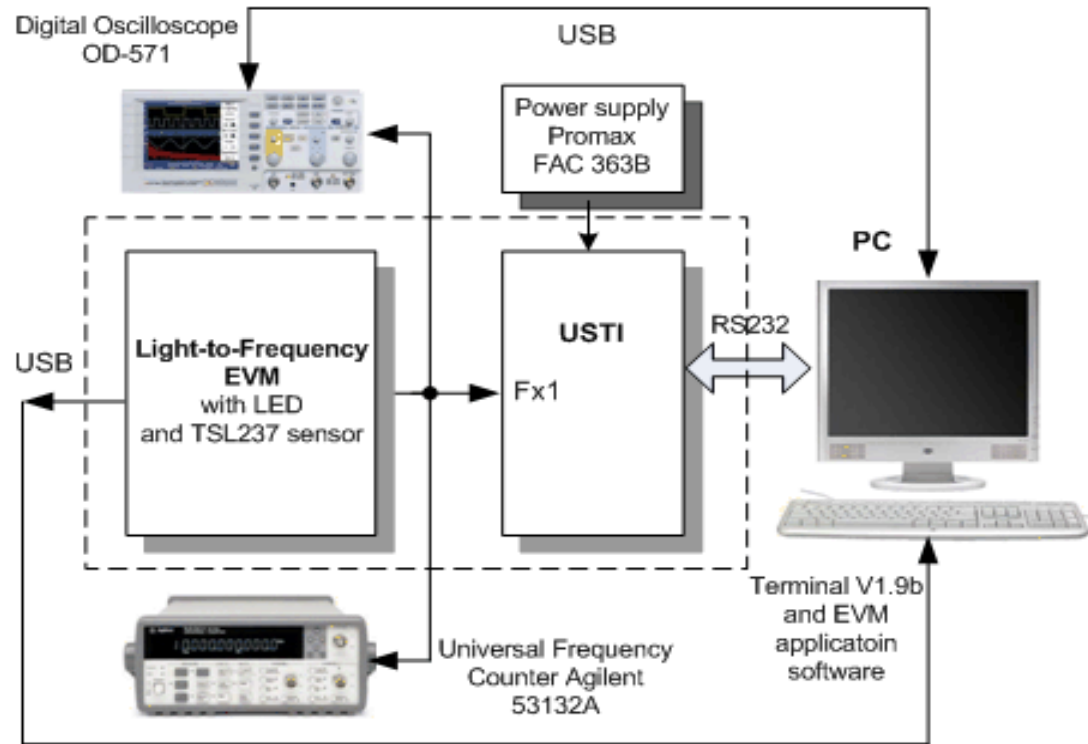 Digital Oscilloscope
OD-571
USB
Power supply
Promax
FAC 363B
PC
Light-to-Frequency
EVM
with LED
and TSL237 sensor
USB
USTI
Fx1
RS232
Universal Frequency
Counter Agilent
53132A
Terminal V1.9b
and EVM
applicatoin
software